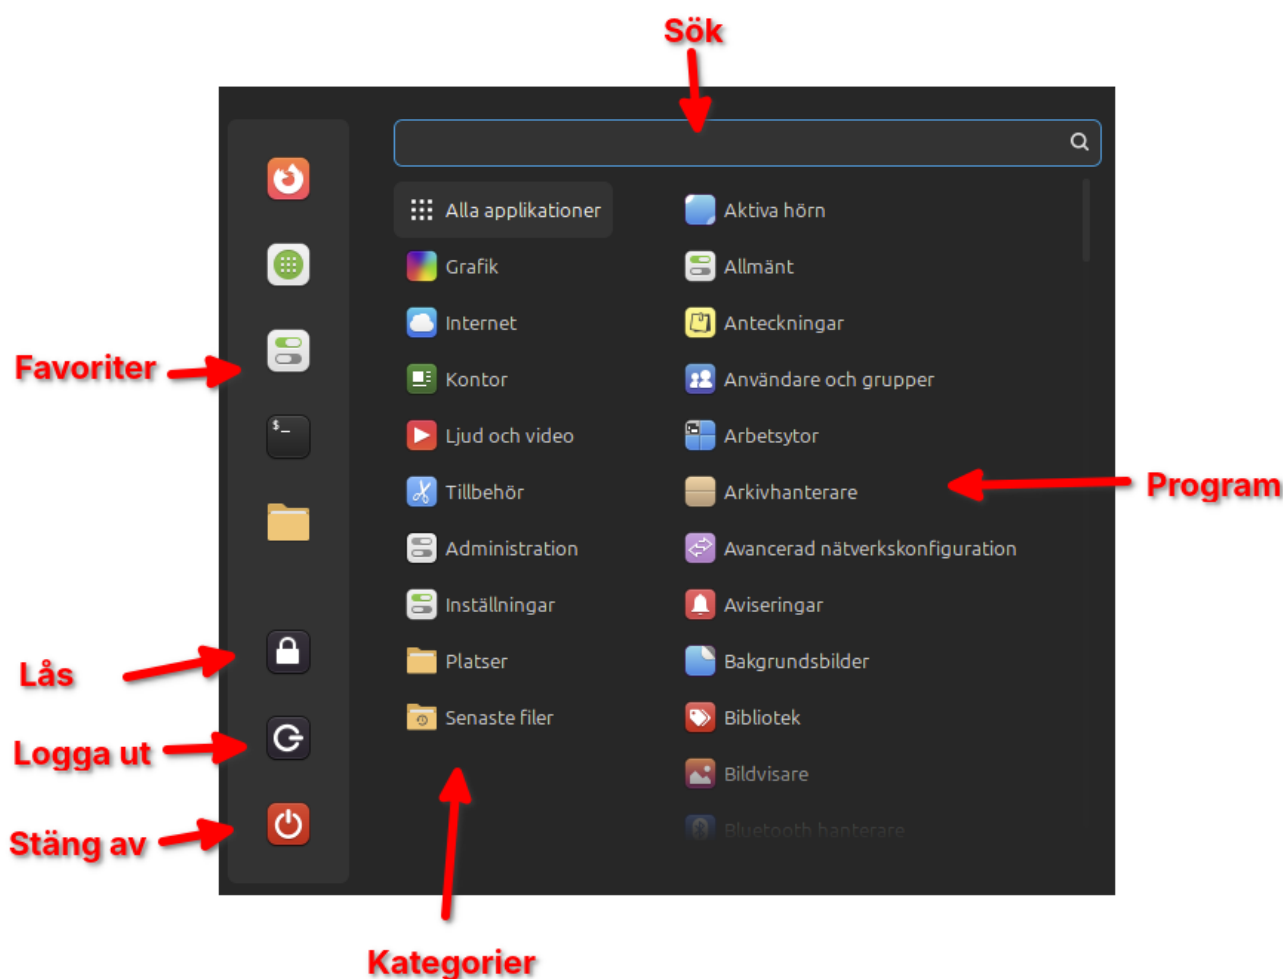 Sök
Alla applikationer
Grafik
Internet
Kontor
Ljud och video
Tillbehör
Administration
Inställningar
Platser
Senaste filer
Aktiva hörn
Allmänt
Anteckningar
Användare och grupper
Arbetsytor
Arkivhanterare
Avancerad nätverkskonfiguration
Aviseringar
Bakgrundsbilder
Bibliotek
Bildvisare
Bluetooth hanterare
Favoriter
$_
Lås
Logga ut
Stäng av
Program
Kategorier